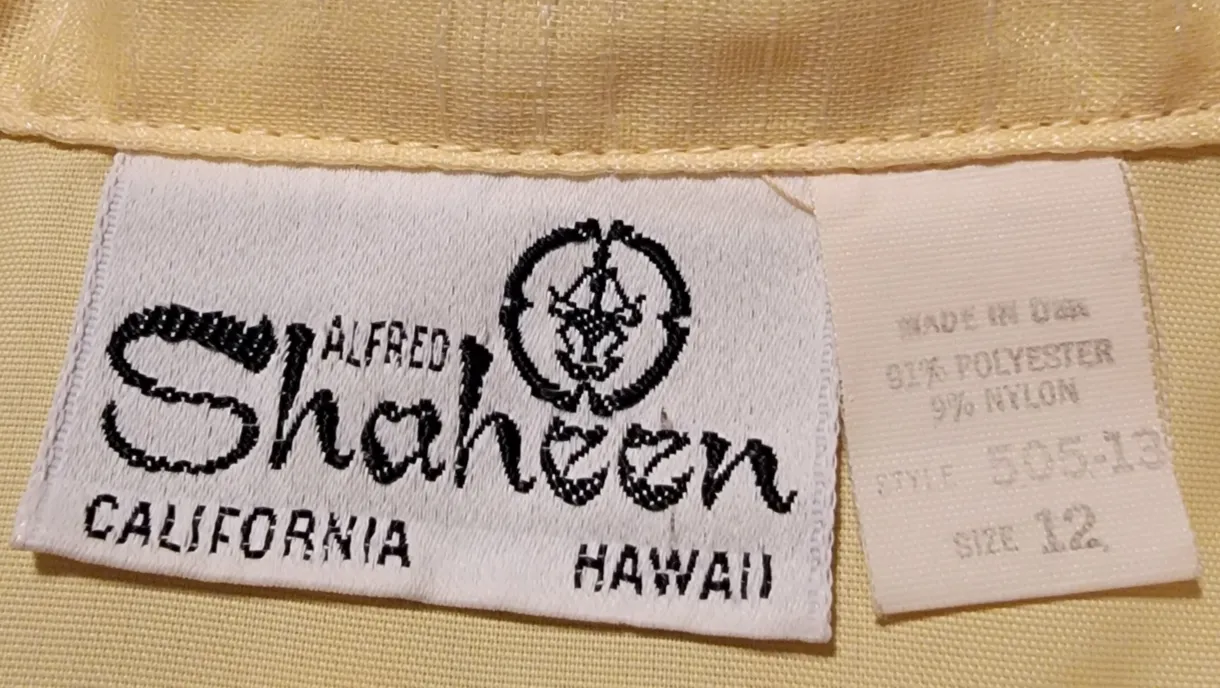 ALFRED
Shaheen
CALIFORNIA HAWAII
MADE IN USA
91% POLYESTER
9% NYLON
STYLE 505-13
SIZE 12